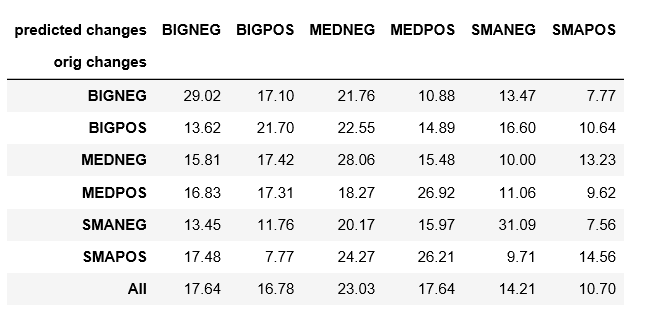 predicted changes BIGNEG BIGPOS MEDNEG MEDPOS SMANEG SMAPOS
orig changes
BIGNEG 29.02 17.10 21.76 10.88 13.47 7.77
BIGPOS 13.62 21.70 22.55 14.89 16.60 10.64
MEDNEG 15.81 17.42 28.06 15.48 10.00 13.23
MEDPOS 16.83 17.31 18.27 26.92 11.06 9.62
SMANEG 13.45 11.76 20.17 15.97 31.09 7.56
SMAPOS 17.48 7.77 24.27 26.21 9.71 14.56
All 17.64 16.78 23.03 17.64 14.21 10.70